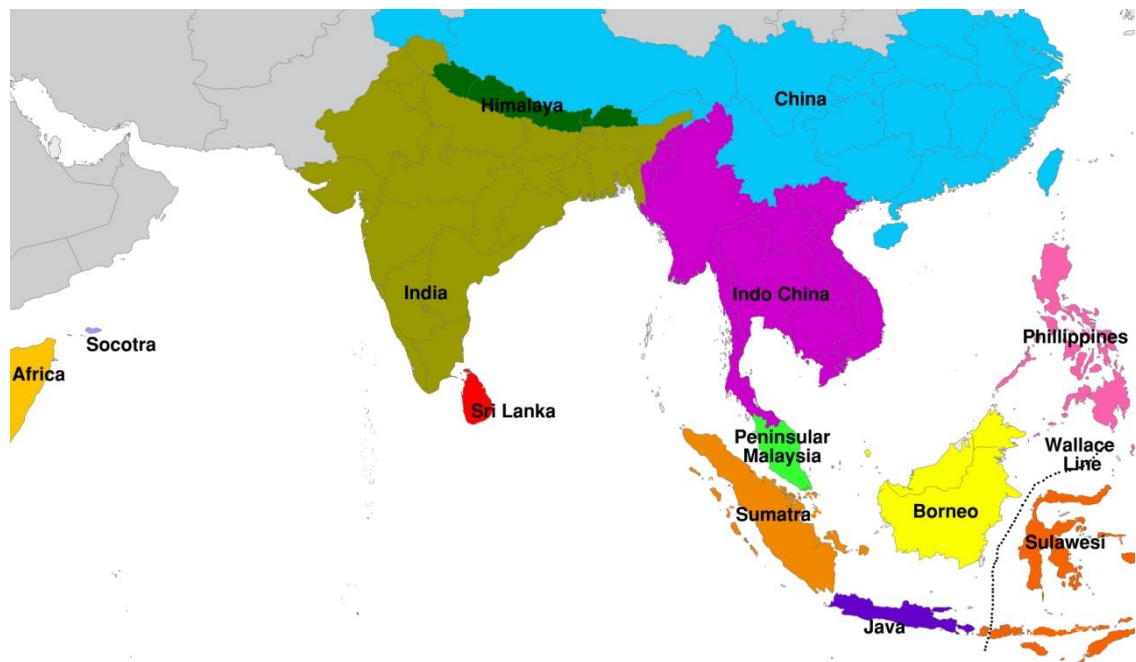 China
Himalaya
India
Indo China
Socotra
Phillippines
Africa
Sri Lanka
Peninsular
Malaysia
Wallace
Line
Sumatra
Borneo
Sulawesi
Java